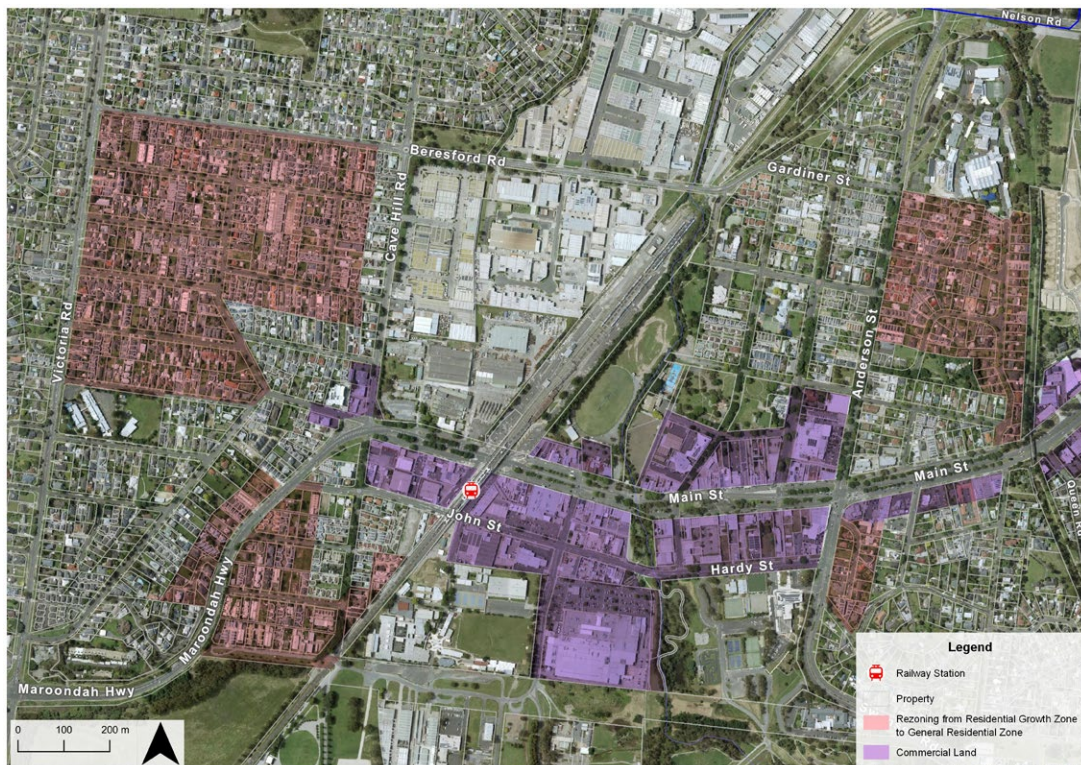 Nelson Rd
Beresford Rd
Gardiner St
Cave Hill Rd
Victoria Rd
Anderson St
Main St
Main St
John St
Hardy St
Maroondah Hwy
Maroondah Hwy
Legend
Railway Station
Property
Rezoning from Residential Growth Zone
to General Residential Zone
Commercial Land
0 100 200 m